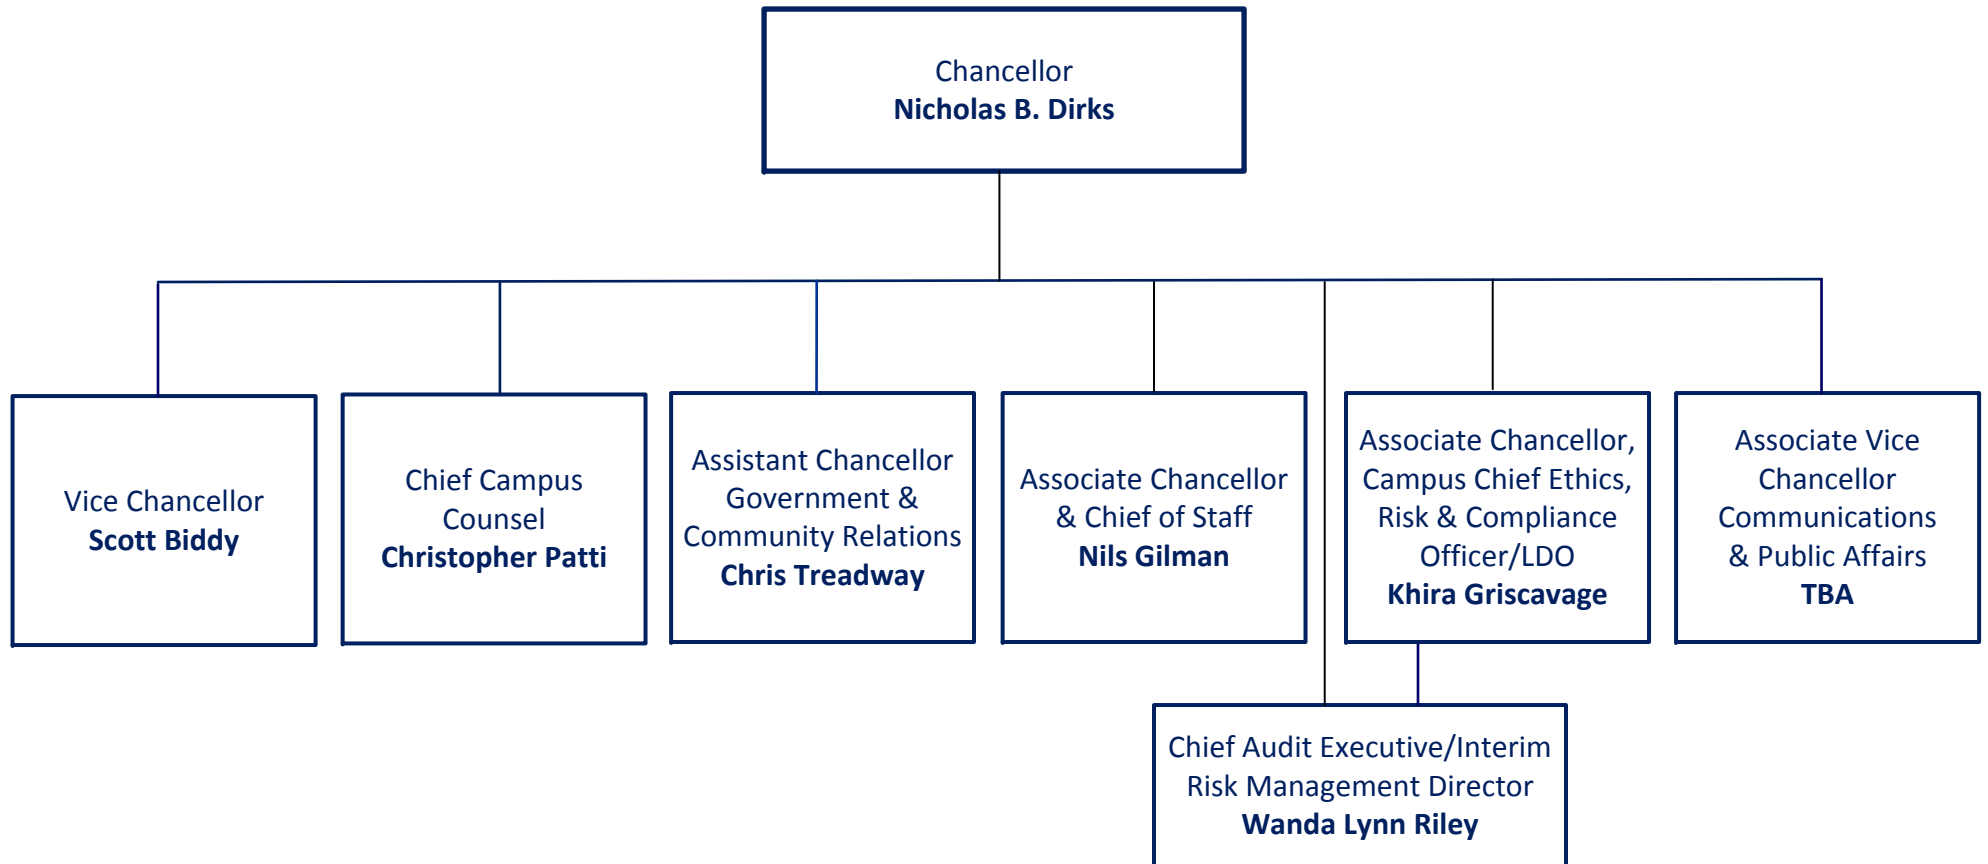 Chancellor
Nicholas B. Dirks
Vice Chancellor
Scott Biddy
Chief Campus
Counsel
Christopher Patti
Assistant Chancellor
Government &
Community Relations
Chris Treadway
Associate Chancellor
& Chief of Staff
Nils Gilman
Associate Chancellor,
Campus Chief Ethics,
Risk & Compliance
Officer/LDO
Khira Griscavage
Associate Vice
Chancellor
Communications
& Public Affairs
TBA
Chief Audit Executive/Interim
Risk Management Director
Wanda Lynn Riley